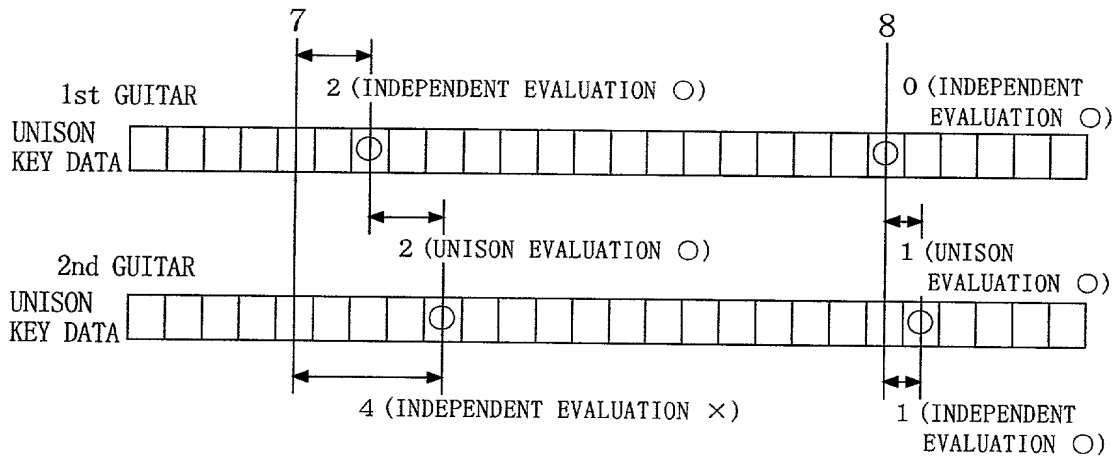 7
8
2 (INDEPENDENT EVALUATION ○)
0 (INDEPENDENT
EVALUATION ○)
1st GUITAR
UNISON
KEY DATA
2 (UNISON EVALUATION ○)
1 (UNISON
EVALUATION ○)
2nd GUITAR
UNISON
KEY DATA
4 (INDEPENDENT EVALUATION ×)
1 (INDEPENDENT
EVALUATION ○)